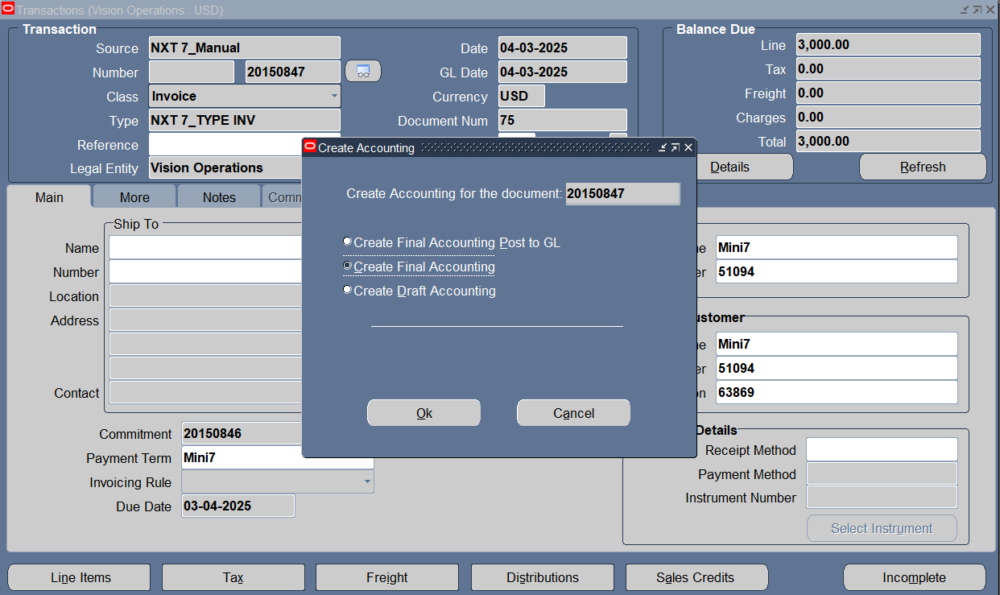 Transactions (Vision Operations : USD)
Transaction
Source NXT 7_Manual
Number 20150847
Class Invoice
Type NXT 7_TYPE INV
Reference
Legal Entity Vision Operations
Date 04-03-2025
GL Date 04-03-2025
Currency USD
Document Num 75
Balance Due
Line 3,000.00
Tax 0.00
Freight 0.00
Charges 0.00
Total 3,000.00
Details
Refresh
Main More Notes Comm
Create Accounting
Create Accounting for the document: 20150847
Create Final Accounting Post to GL
Create Final Accounting
Create Draft Accounting
Ok Cancel
Ship To
Name
Number
Location
Address
Contact
e Mini7
er 51094
ustomer
e Mini7
er 51094
n 63869
Commitment 20150846
Payment Term Mini7
Invoicing Rule
Due Date 03-04-2025
Details
Receipt Method
Payment Method
Instrument Number
Select Instrument
Line Items Tax Freight Distributions Sales Credits Incomplete